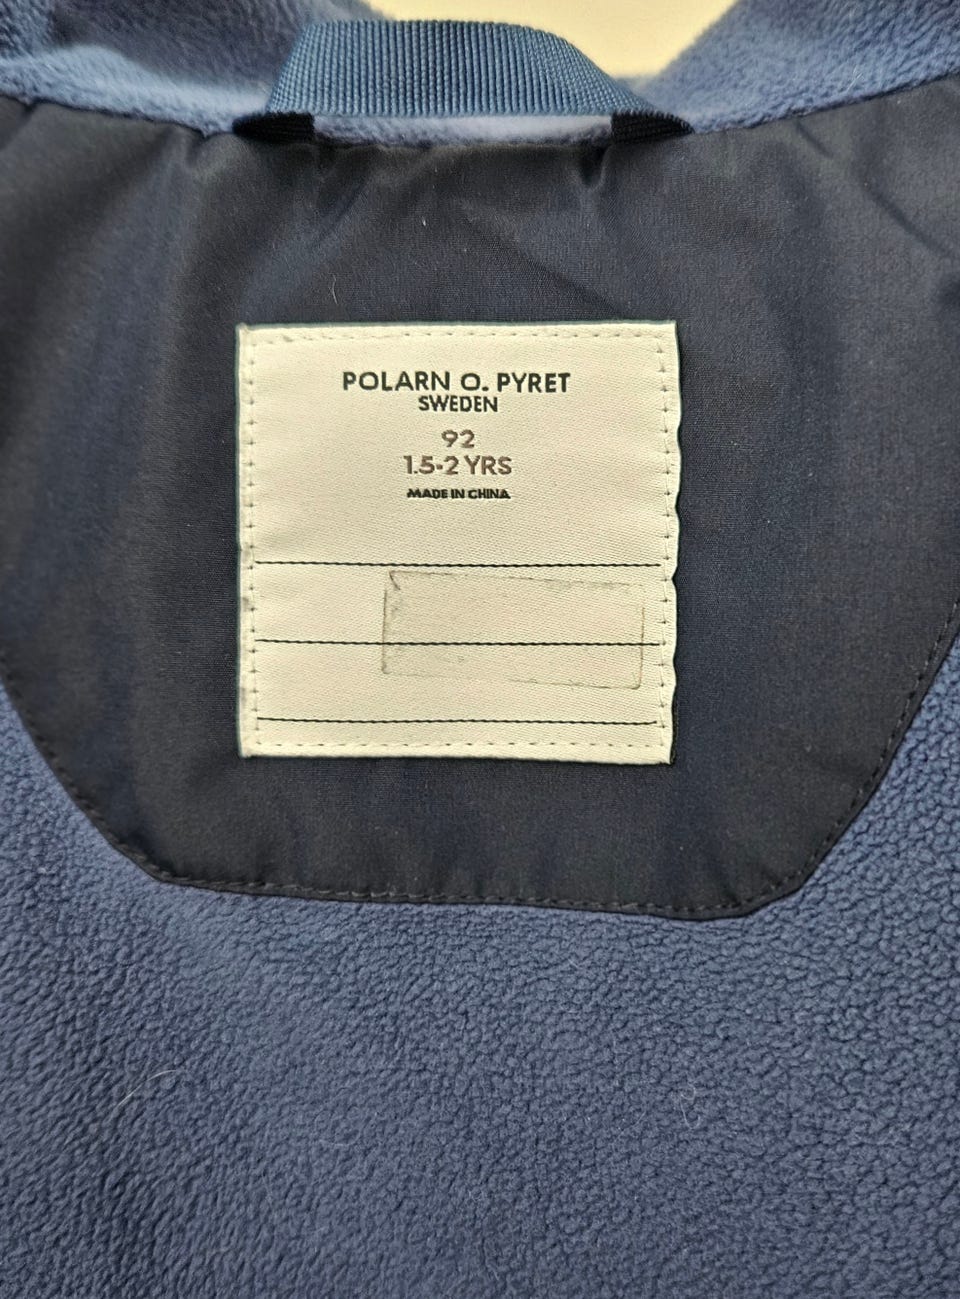 POLARN O. PYRET
SWEDEN
92
1.5-2 YRS
MADE IN CHINA